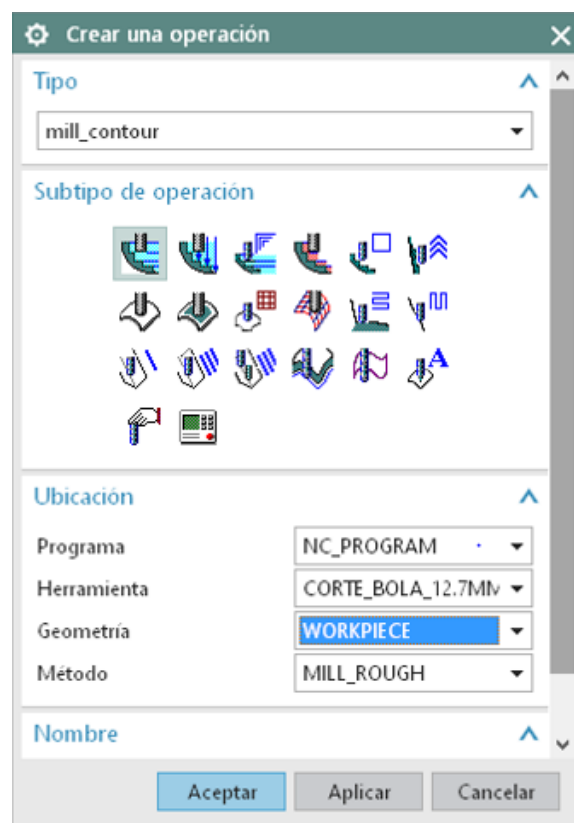 Crear una operación
Tipo
mill_contour
Subtipo de operación
A
Ubicación
Programa NC_PROGRAM
Herramienta CORTE_BOLA_12.7MM
Geometría WORKPIECE
Método MILL_ROUGH
Nombre
Aceptar Aplicar Cancelar